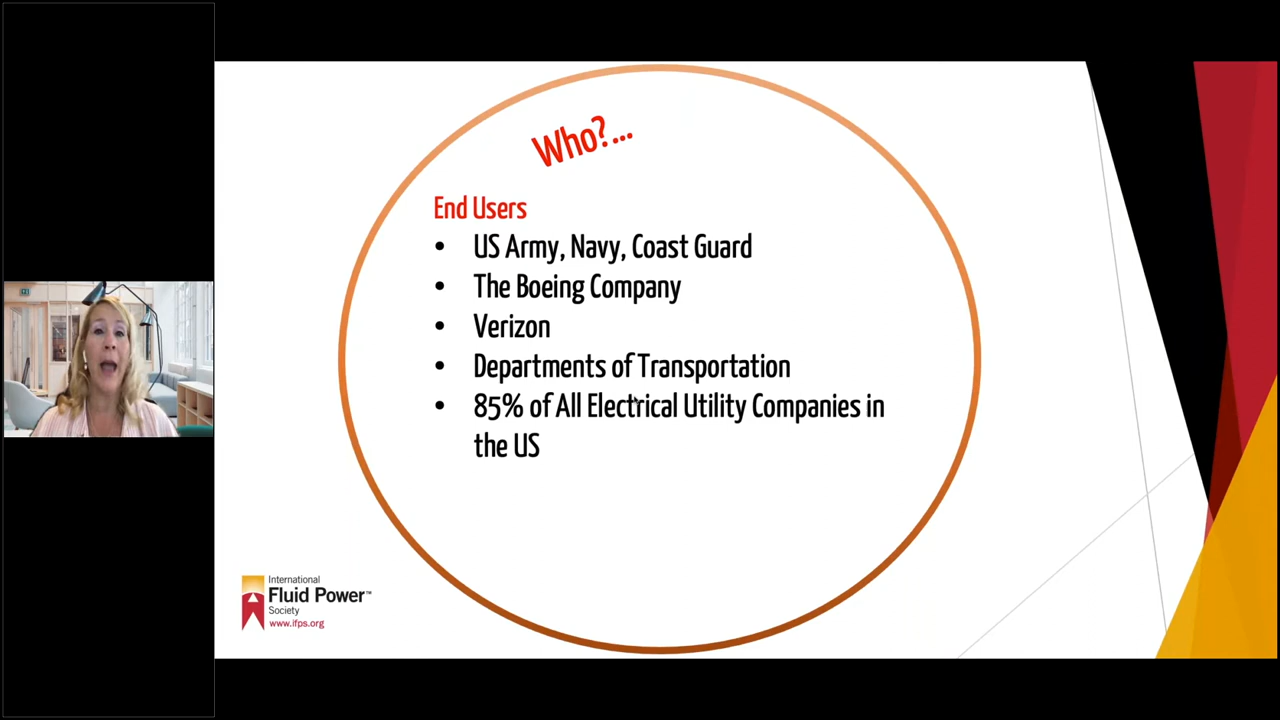 Who?...
End Users
• US Army, Navy, Coast Guard
• The Boeing Company
• Verizon
• Departments of Transportation
• 85% of All Electrical Utility Companies in
the US
International
Fluid Power™
Society
www.ifps.org